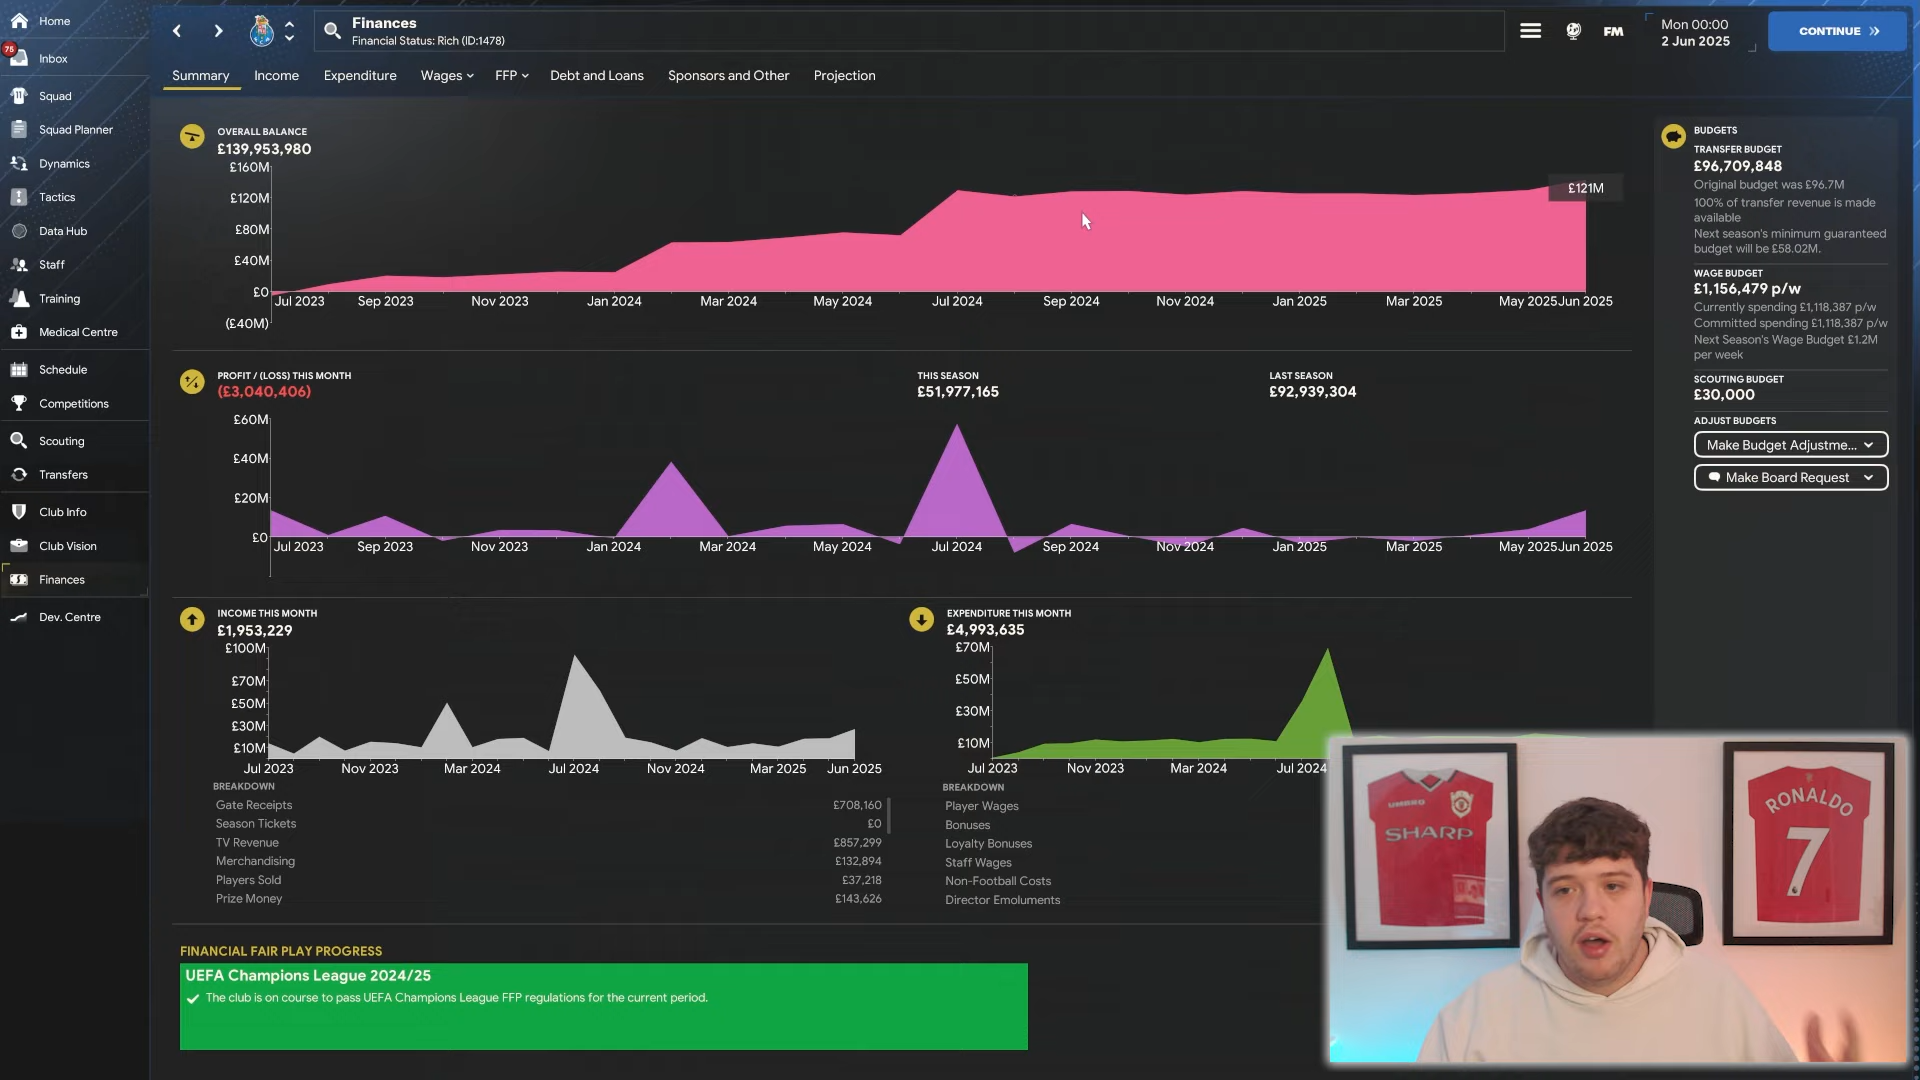 Home
75
Inbox
Squad
Squad Planner
Dynamics
Tactics
Data Hub
Staff
Training
Medical Centre
Schedule
Competitions
Scouting
Transfers
Club Info
Club Vision
Finances
Dev. Centre
Finances
Financial Status: Rich (ID:1478)
FM
Mon 00:00
2 Jun 2025
CONTINUE
Summary Income Expenditure Wages FFP Debt and Loans Sponsors and Other Projection
OVERALL BALANCE
£139,953,980
£160M
£120M
£80M
£40M
£0
(£40M)
£121M
Jul 2023 Sep 2023 Nov 2023 Jan 2024 Mar 2024 May 2024 Jul 2024 Sep 2024 Nov 2024 Jan 2025 Mar 2025 May 2025 Jun 2025
PROFIT / (LOSS) THIS MONTH
(£3,040,406)
THIS SEASON
£51,977,165
LAST SEASON
£92,939,304
£60M
£40M
£20M
£0
Jul 2023 Sep 2023 Nov 2023 Jan 2024 Mar 2024 May 2024 Jul 2024 Sep 2024 Nov 2024 Jan 2025 Mar 2025 May 2025 Jun 2025
INCOME THIS MONTH
£1,953,229
£100M
£70M
£50M
£30M
£10M
Jul 2023 Nov 2023 Mar 2024 Jul 2024 Nov 2024 Mar 2025 Jun 2025
BREAKDOWN
Gate Receipts £708,160
Season Tickets £0
TV Revenue £857,299
Merchandising £132,894
Players Sold £37,218
Prize Money £143,626
EXPENDITURE THIS MONTH
£4,993,635
£70M
£50M
£30M
£10M
Jul 2023 Nov 2023 Mar 2024 Jul 2024
BREAKDOWN
Player Wages
Bonuses
Loyalty Bonuses
Staff Wages
Non-Football Costs
Director Emoluments
FINANCIAL FAIR PLAY PROGRESS
UEFA Champions League 2024/25
The club is on course to pass UEFA Champions League FFP regulations for the current period.
BUDGETS
TRANSFER BUDGET
£96,709,848
Original budget was £96.7M
100% of transfer revenue is made
available
Next season's minimum guaranteed
budget will be £58.02M.
WAGE BUDGET
£1,156,479 p/w
Currently spending £1,118,387 p/w
Committed spending £1,118,387 p/w
Next Season's Wage Budget £1.2M
per week
SCOUTING BUDGET
£30,000
ADJUST BUDGETS
Make Budget Adjustme...
Make Board Request
UMBRO
SHARP
RONALDO
7